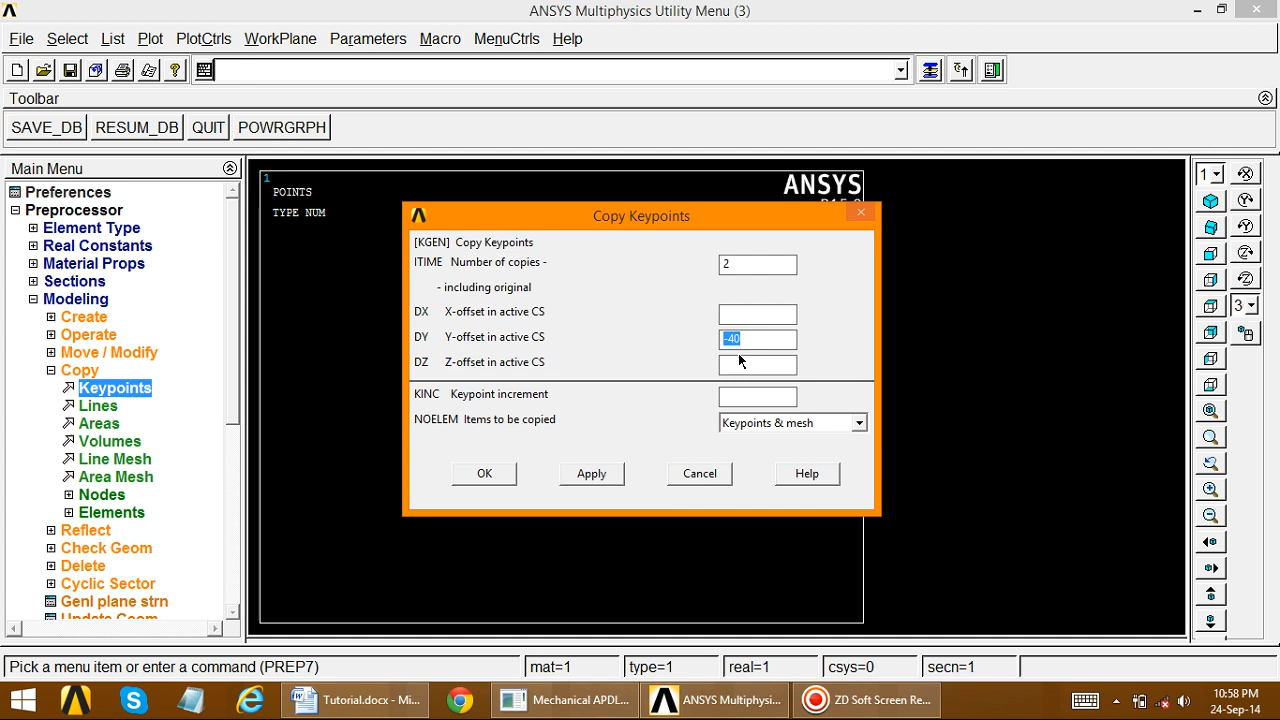 ANSYS Multiphysics Utility Menu (3)
File Select List Plot PlotCtrls WorkPlane Parameters Macro MenuCtrls Help
Toolbar
SAVE_DB RESUM_DB QUIT POWRGRPH
Main Menu
Preferences
Preprocessor
Element Type
Real Constants
Material Props
Sections
Modeling
Create
Operate
Move / Modify
Copy
Keypoints
Lines
Areas
Volumes
Line Mesh
Area Mesh
Nodes
Elements
Reflect
Check Geom
Delete
Cyclic Sector
Genl plane strn
Update Geom
1
POINTS
TYPE NUM
ANSYS
Copy Keypoints
[KGEN] Copy Keypoints
ITIME Number of copies - 2
- including original
DX X-offset in active CS
DY Y-offset in active CS -40
DZ Z-offset in active CS
KINC Keypoint increment
NOELEM Items to be copied Keypoints & mesh
OK Apply Cancel Help
1
3
Pick a menu item or enter a command (PREP7) mat=1 type=1 real=1 csys=0 secn=1
Tutorial.docx - Mi... Mechanical APDL... ANSYS Multiphysi... ZD Soft Screen Re...
10:58 PM
24-Sep-14